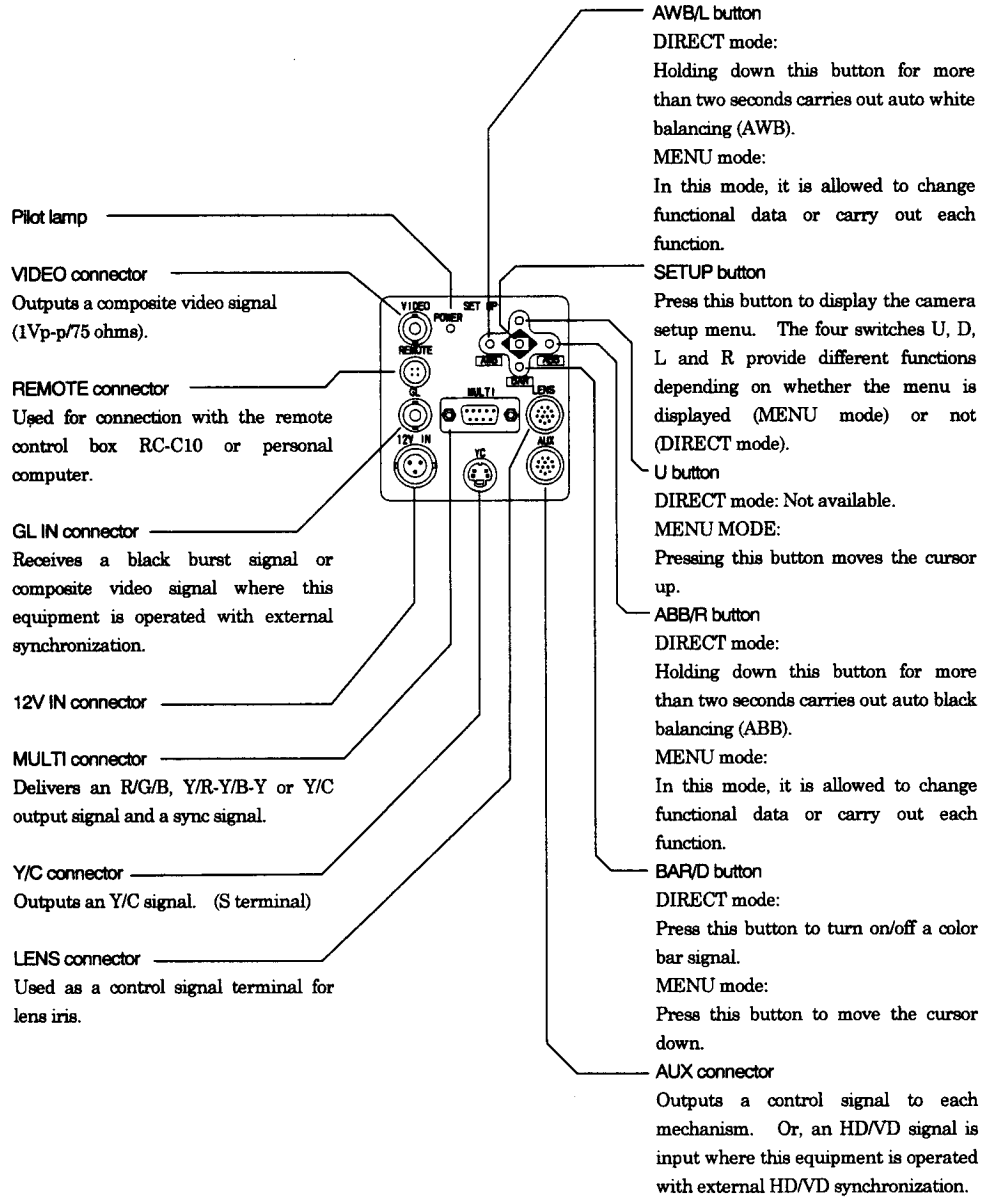 Pilot lamp
VIDEO connector
Outputs a composite video signal
(1Vp-p/75 ohms).
REMOTE connector
Used for connection with the remote
control box RC-C10 or personal
computer.
GL IN connector
Receives a black burst signal or
composite video signal where this
equipment is operated with external
synchronization.
12V IN connector
MULTI connector
Delivers an R/G/B, Y/R-Y/B-Y or Y/C
output signal and a sync signal.
Y/C connector
Outputs an Y/C signal. (S terminal)
LENS connector
Used as a control signal terminal for
lens iris.
VIDEO
SET UP
POWER
REMOTE
ABB
BAR
GL
MULTI
LENS
12V IN
YC
AUX
AWB/L button
DIRECT mode:
Holding down this button for more
than two seconds carries out auto white
balancing (AWB).
MENU mode:
In this mode, it is allowed to change
functional data or carry out each
function.
SETUP button
Press this button to display the camera
setup menu. The four switches U, D,
L and R provide different functions
depending on whether the menu is
displayed (MENU mode) or not
(DIRECT mode).
U button
DIRECT mode: Not available.
MENU MODE:
Pressing this button moves the cursor
up.
ABB/R button
DIRECT mode:
Holding down this button for more
than two seconds carries out auto black
balancing (ABB).
MENU mode:
In this mode, it is allowed to change
functional data or carry out each
function.
BAR/D button
DIRECT mode:
Press this button to turn on/off a color
bar signal.
MENU mode:
Press this button to move the cursor
down.
AUX connector
Outputs a control signal to each
mechanism. Or, an HD/VD signal is
input where this equipment is operated
with external HD/VD synchronization.